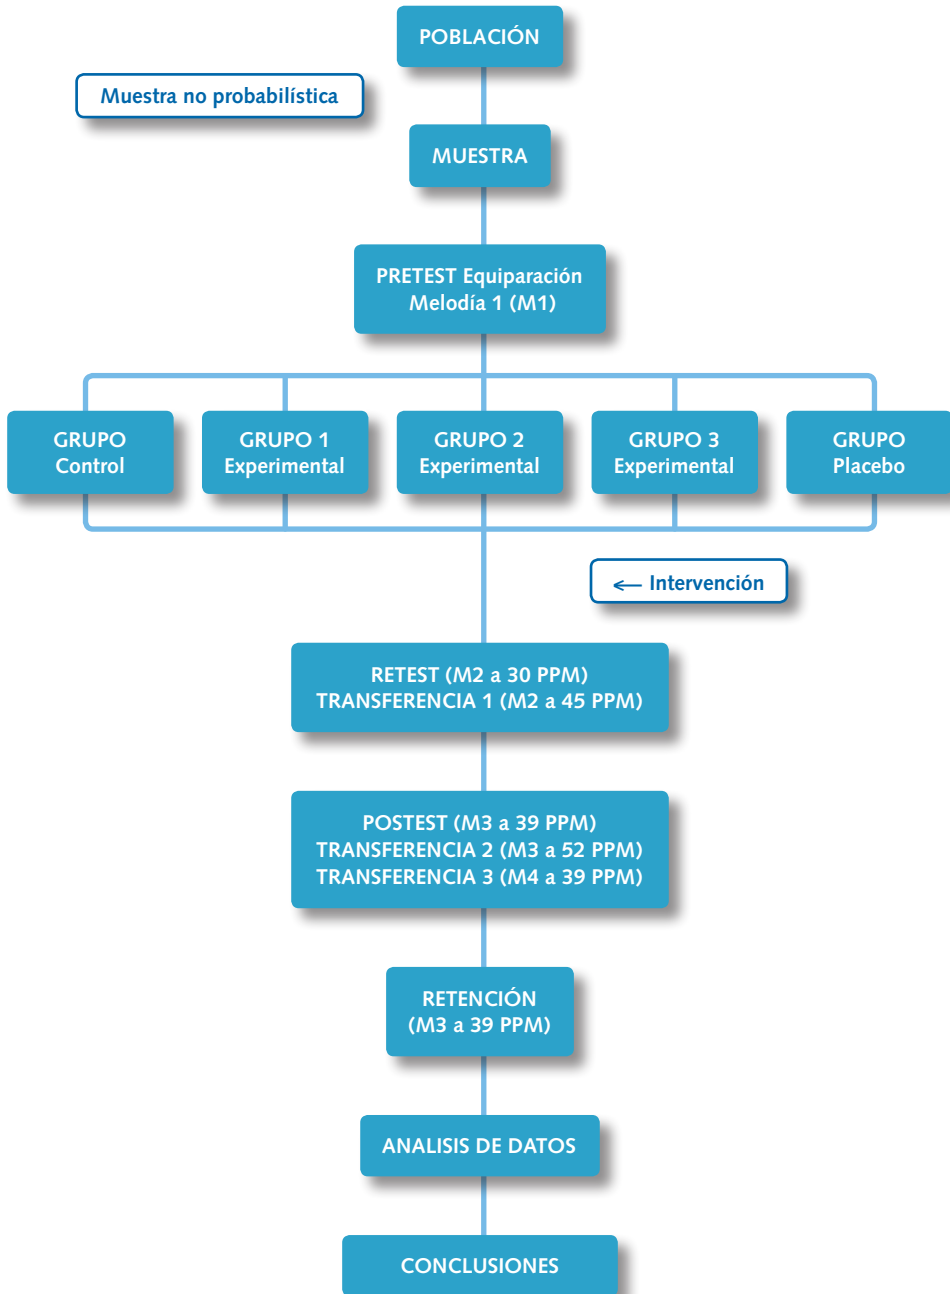 POBLACIÓN
Muestra no probabilística
MUESTRA
PRETEST Equiparación
Melodía 1 (M1)
GRUPO
Control
GRUPO 1
Experimental
GRUPO 2
Experimental
GRUPO 3
Experimental
GRUPO
Placebo
← Intervención
RETEST (M2 a 30 PPM)
TRANSFERENCIA 1 (M2 a 45 PPM)
POSTEST (M3 a 39 PPM)
TRANSFERENCIA 2 (M3 a 52 PPM)
TRANSFERENCIA 3 (M4 a 39 PPM)
RETENCIÓN
(M3 a 39 PPM)
ANALISIS DE DATOS
CONCLUSIONES